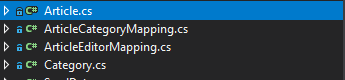 C# Article.cs
C# ArticleCategoryMapping.cs
C# ArticleEditorMapping.cs
C# Category.cs
C#